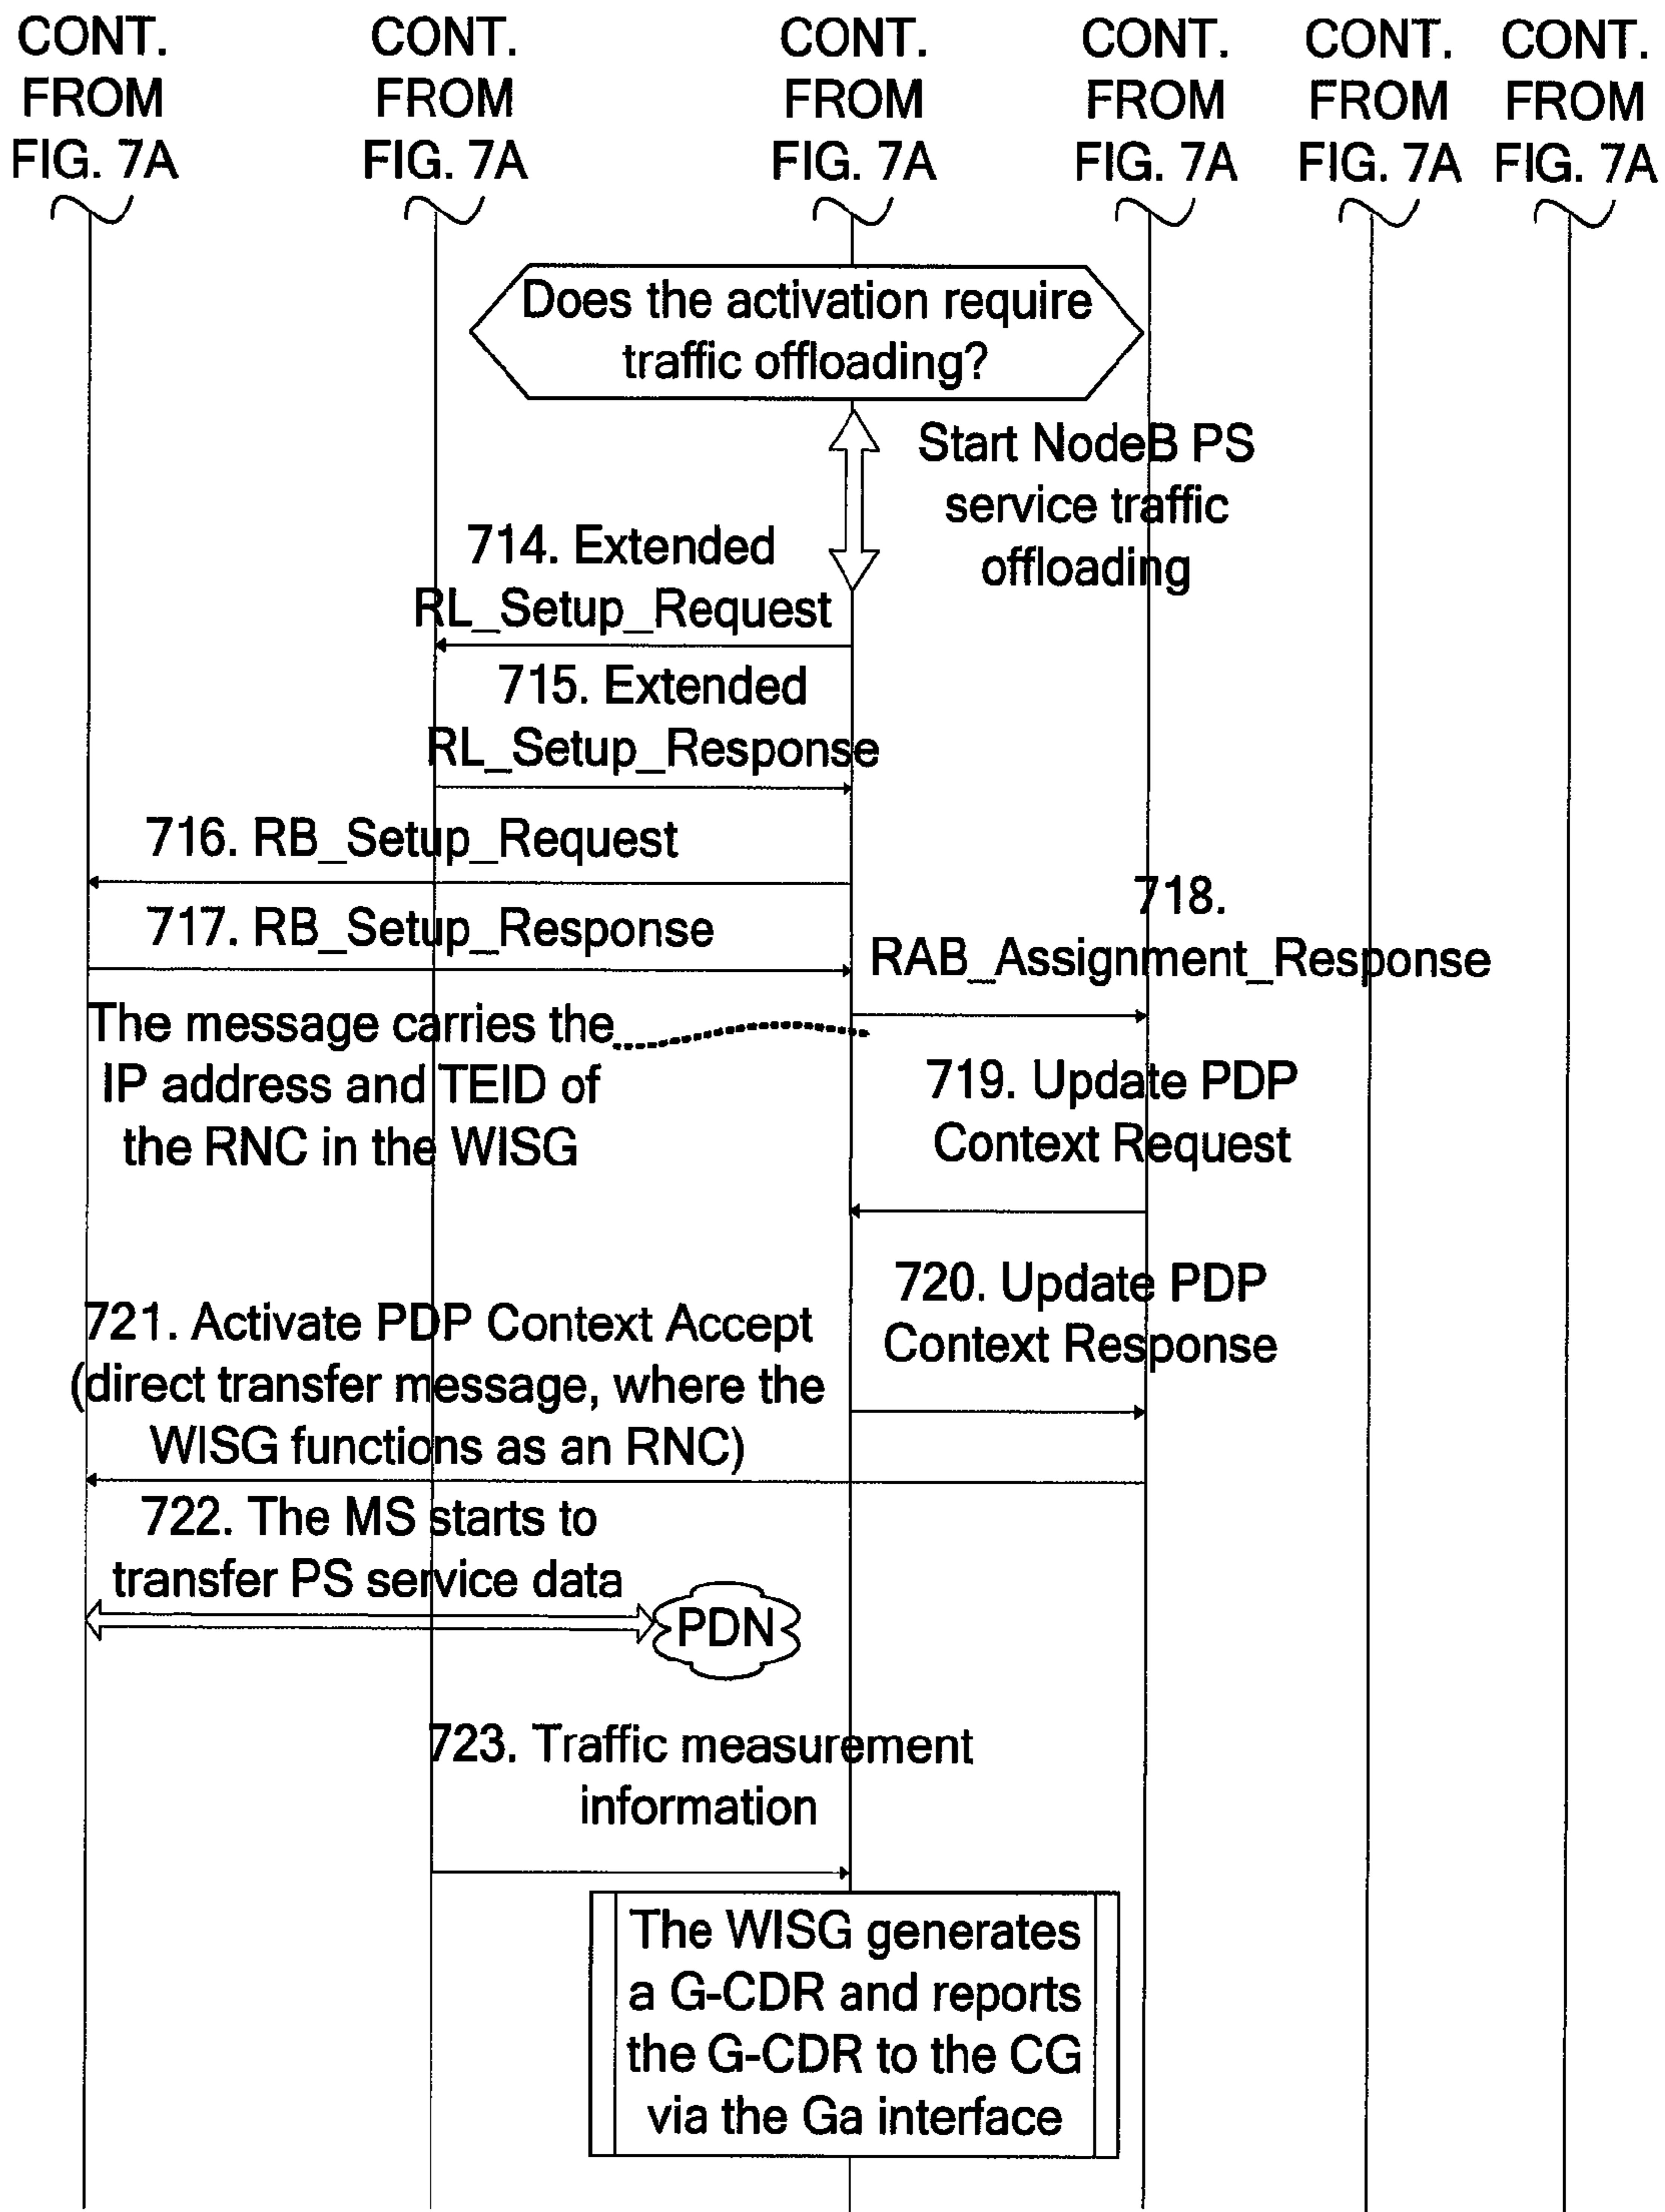 CONT. CONT. CONT. CONT. CONT. CONT.
FROM FROM FROM FROM FROM FROM
FIG. 7A FIG. 7A FIG. 7A FIG. 7A FIG. 7A FIG. 7A
Does the activation require
traffic offloading?
Start NodeB PS
service traffic
offloading
714. Extended
RL_Setup_Request
715. Extended
RL_Setup_Response
716. RB_Setup_Request
717. RB_Setup_Response
718.
RAB_Assignment_Response
The message carries the
IP address and TEID of
the RNC in the WISG
719. Update PDP
Context Request
720. Update PDP
Context Response
721. Activate PDP Context Accept
(direct transfer message, where the
WISG functions as an RNC)
722. The MS starts to
transfer PS service data
PDN
723. Traffic measurement
information
The WISG generates
a G-CDR and reports
the G-CDR to the CG
via the Ga interface